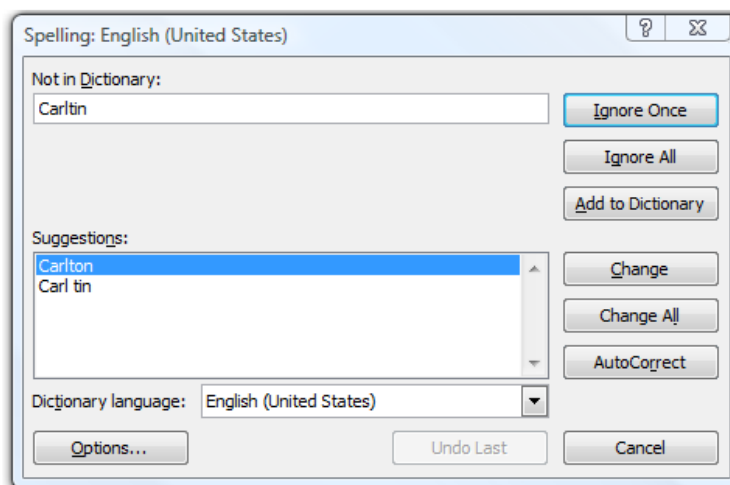 Spelling: English (United States)
Not in Dictionary:
Carltin
Ignore Once
Ignore All
Add to Dictionary
Suggestions:
Carlton
Carl tin
Change
Change All
AutoCorrect
Dictionary language:
English (United States)
Options...
Undo Last
Cancel